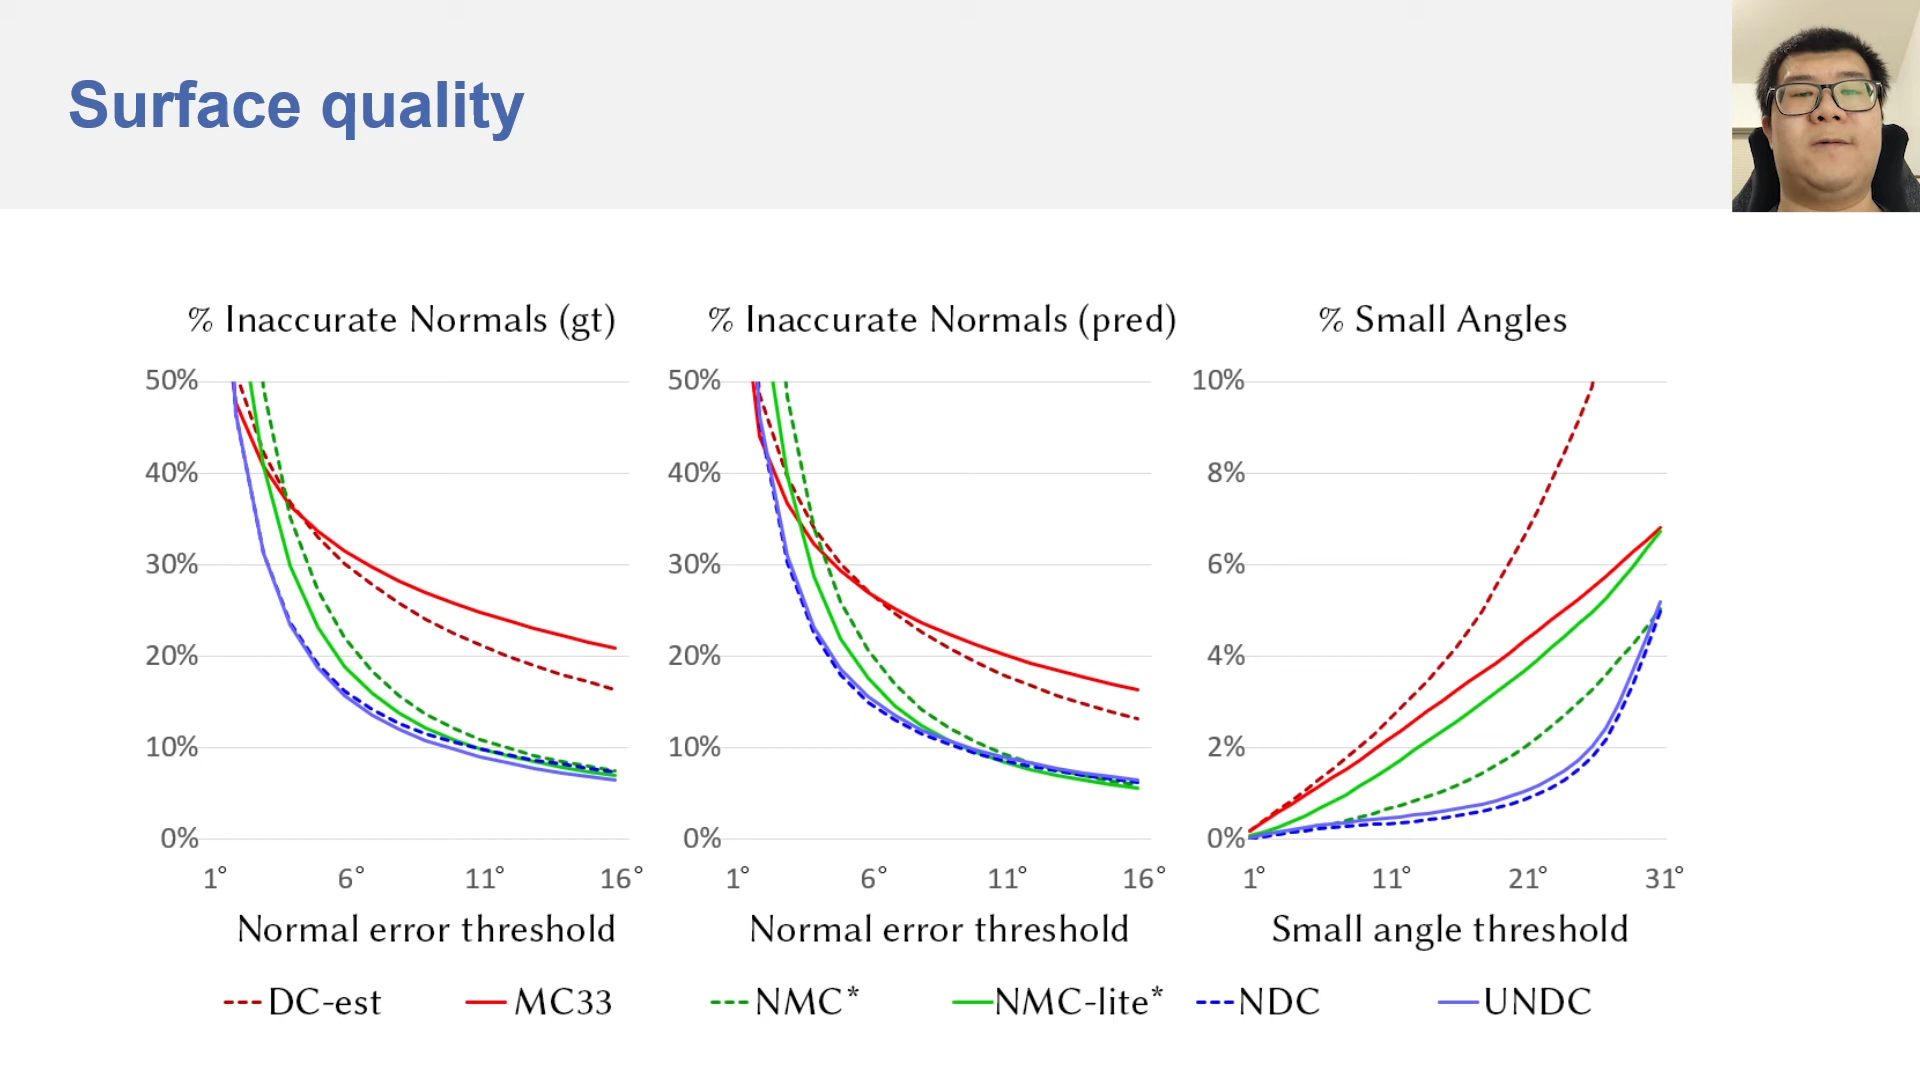 Surface quality
% Inaccurate Normals (gt)
50%
40%
30%
20%
10%
0%
1° 6° 11° 16°
Normal error threshold
% Inaccurate Normals (pred)
50%
40%
30%
20%
10%
0%
1° 6° 11° 16°
Normal error threshold
% Small Angles
10%
8%
6%
4%
2%
0%
1° 11° 21° 31°
Small angle threshold
DC-est MC33 NMC* NMC-lite* NDC UNDC